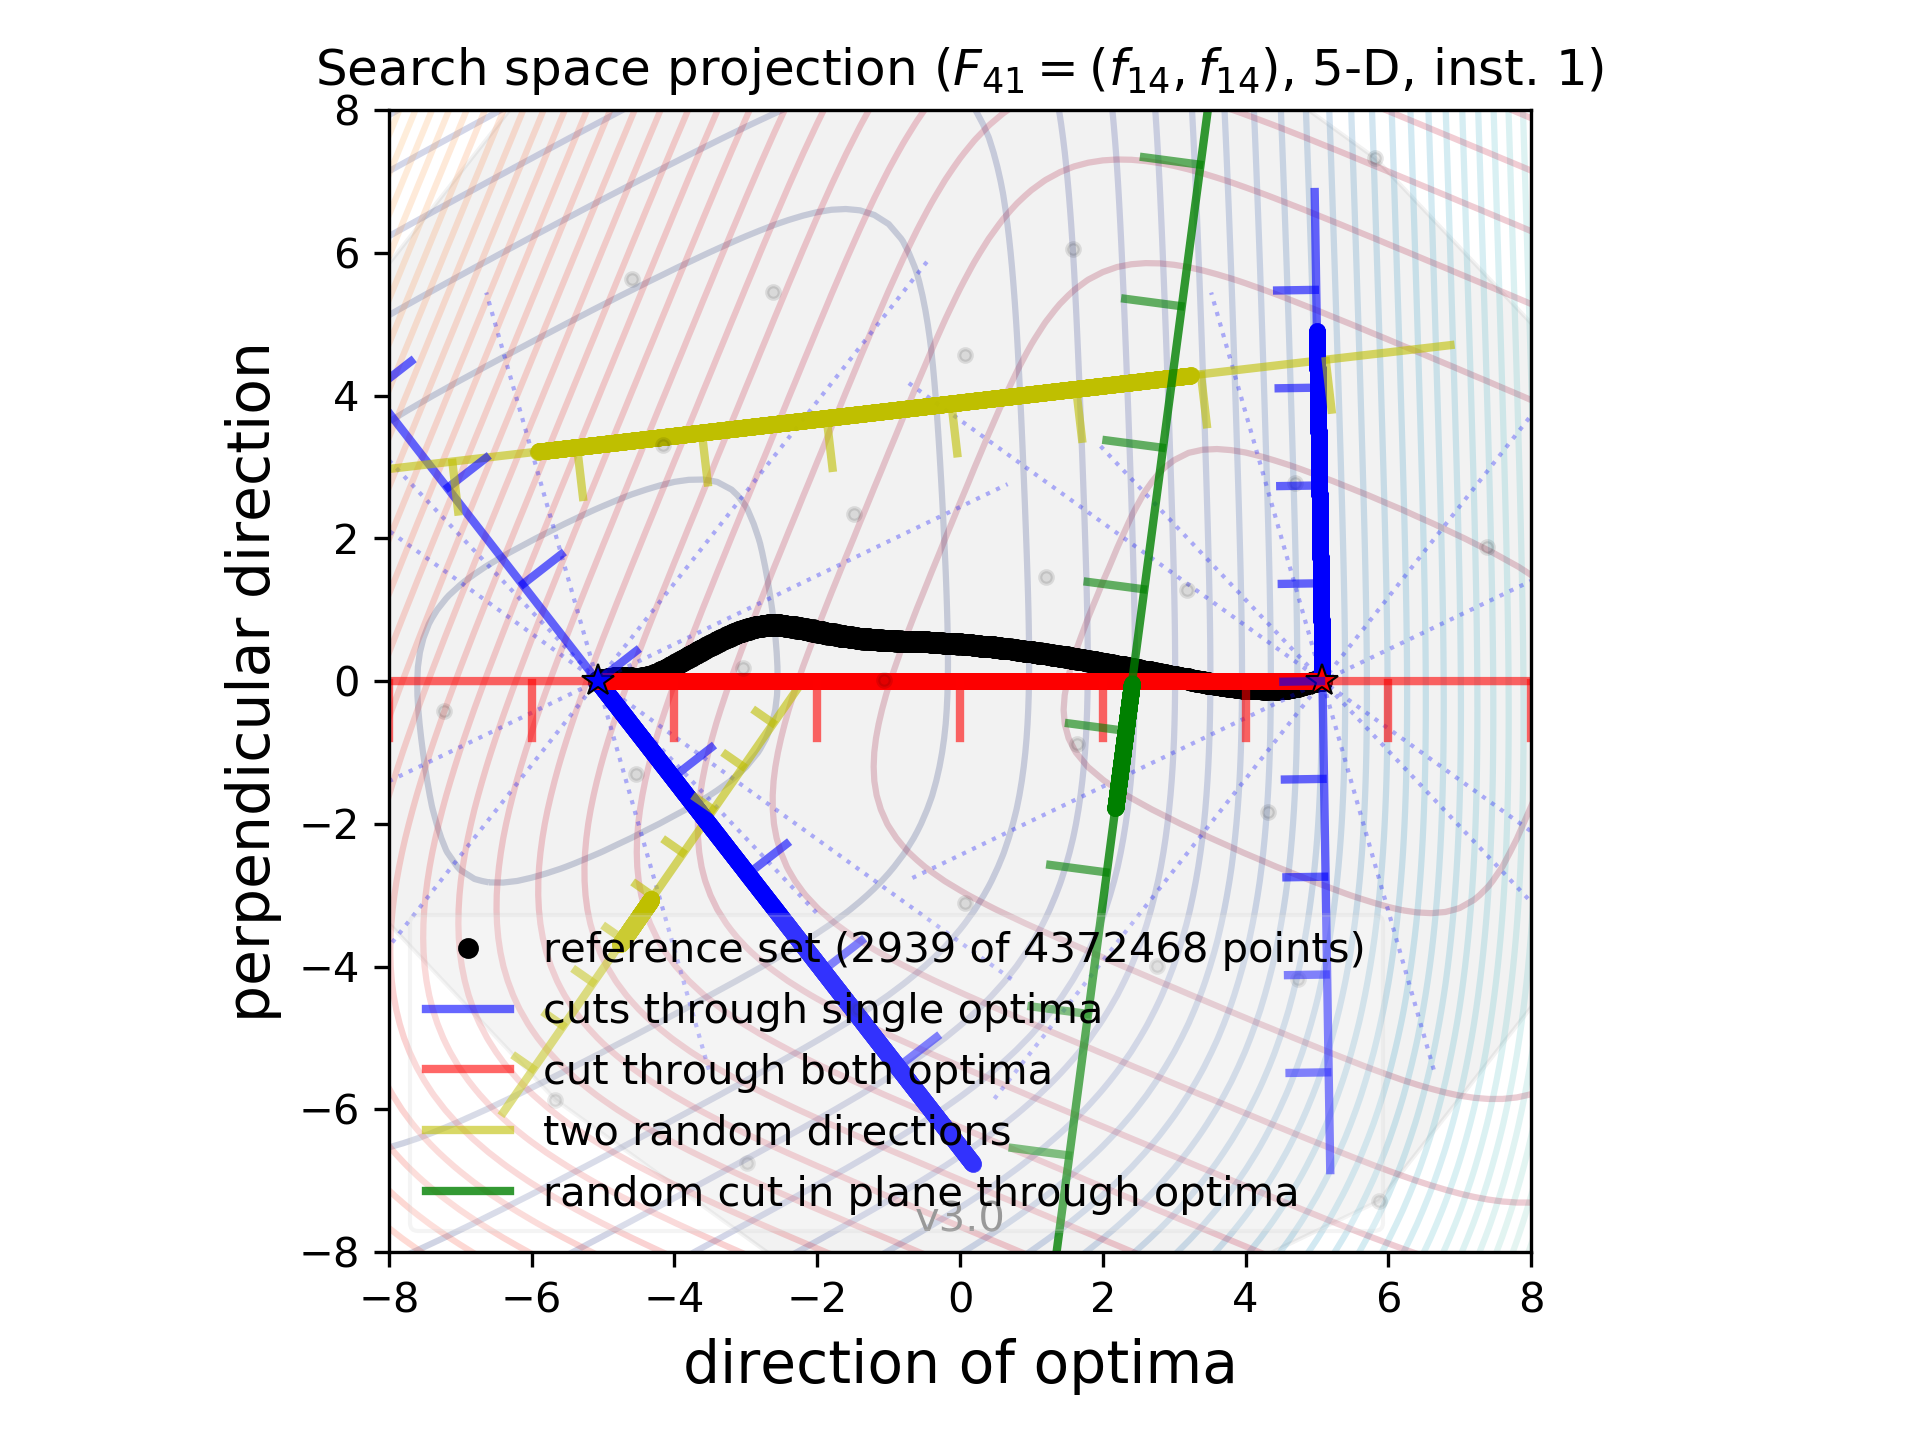 Search space projection (F41 = (f14, f14), 5-D, inst. 1)
8
6
4
2
0
−2
−4
−6
−8
perpendicular direction
reference set (2939 of 4372468 points)
cuts through single optima
cut through both optima
two random directions
random cut in plane through optima
v3.0
−8 −6 −4 −2 0 2 4 6 8
direction of optima